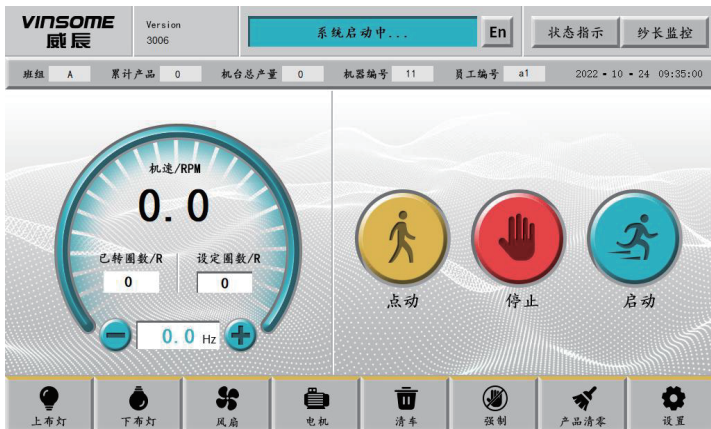 VINSOME
威辰
Version
3006
系统启动中...
En
状态指示
纱长监控
班组 A 累计产品 0 机台总产量 0 机器编号 11 员工编号 a1 2022-10-24 09:35:00
机速/RPM
0.0
已转圈数/R 设定圈数/R
0 0
0.0 Hz
点动 停止 启动
上布灯 下布灯 风扇 电机 清车 强制 产品清零 设置